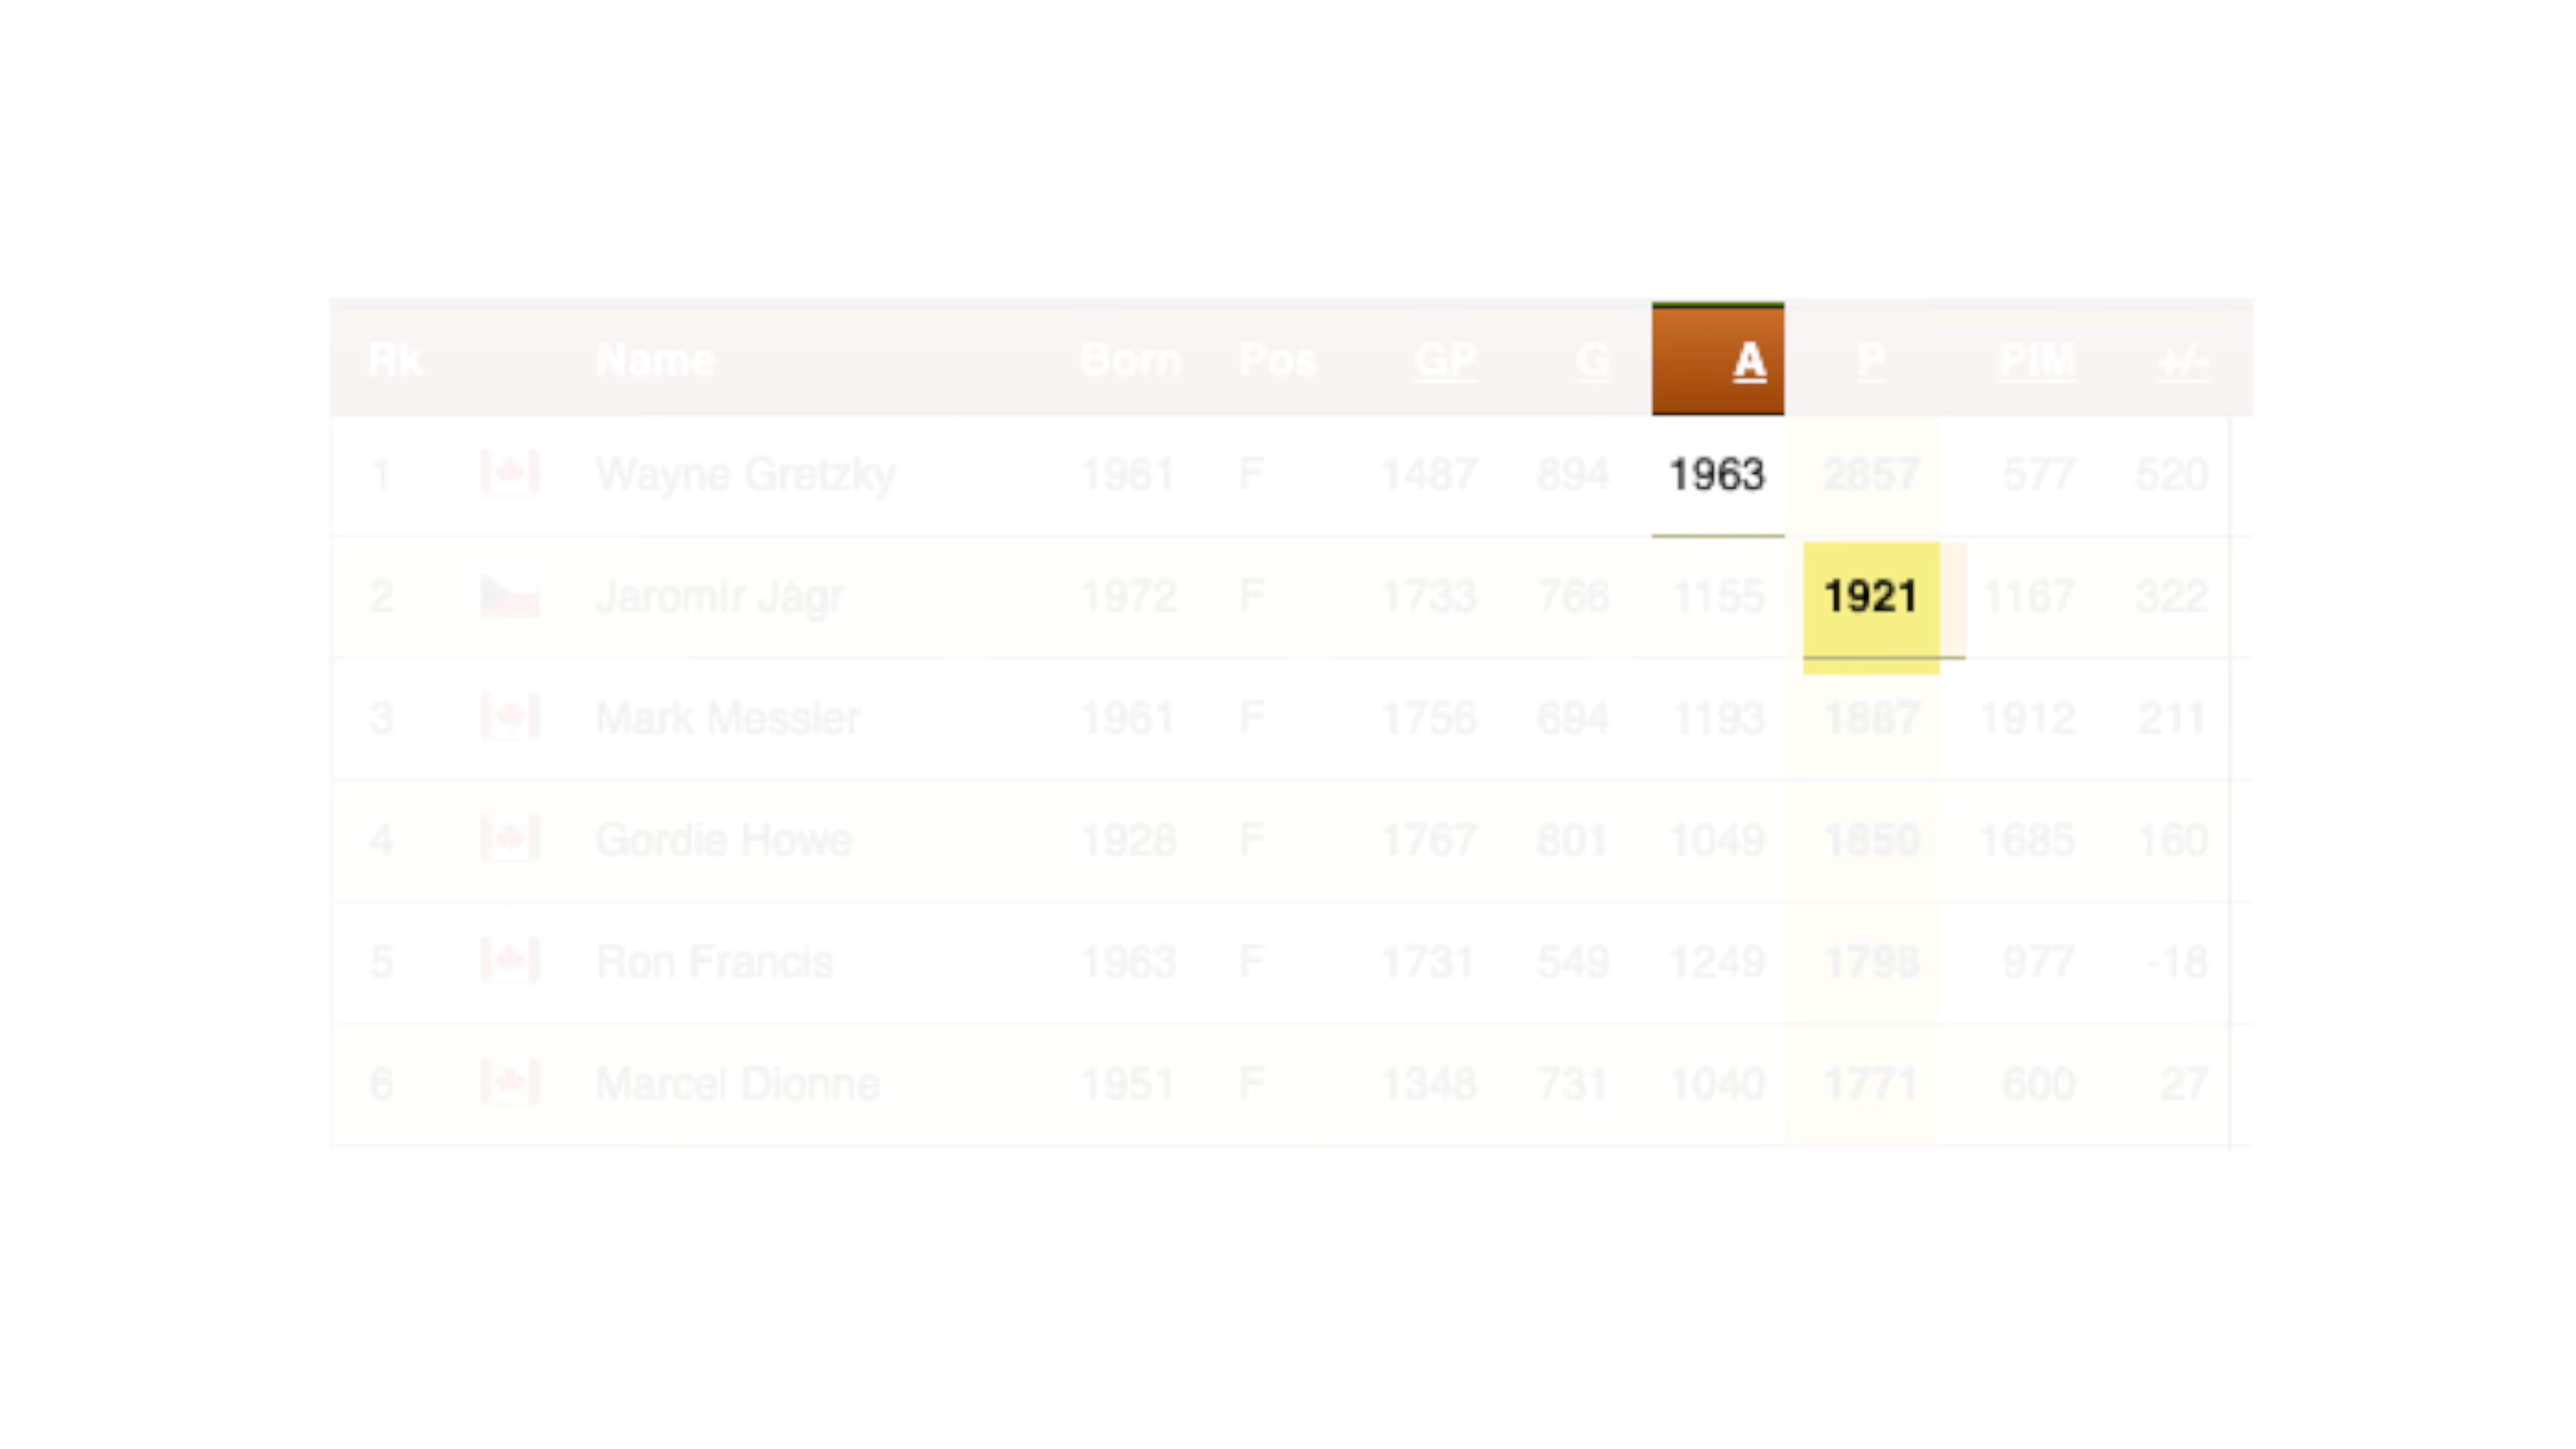 Rk Name Born Pos GP G A P PIM +/-
1 Wayne Gretzky 1961 F 1487 894 1963 2857 577 520
2 Jaromír Jágr 1972 F 1733 766 1155 1921 1167 322
3 Mark Messier 1961 F 1756 694 1193 1887 1912 211
4 Gordie Howe 1928 F 1767 801 1049 1850 1685 160
5 Ron Francis 1963 F 1731 549 1249 1798 977 -18
6 Marcel Dionne 1951 F 1348 731 1040 1771 600 27